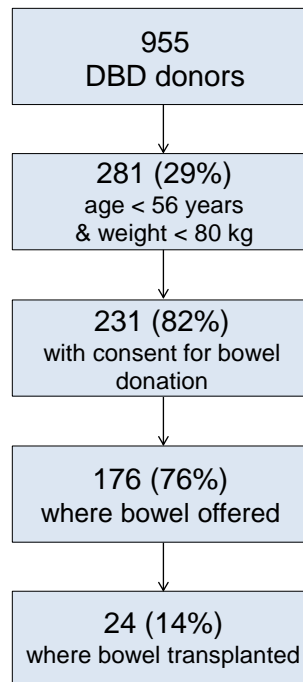 955
DBD donors
281 (29%)
age < 56 years
& weight < 80 kg
231 (82%)
with consent for bowel
donation
176 (76%)
where bowel offered
24 (14%)
where bowel transplanted